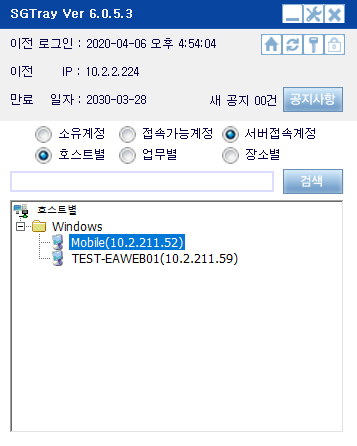 SGTray Ver 6.0.5.3
이전 로그인 : 2020-04-06 오후 4:54:04
이전 IP : 10.2.2.224
만료 일자 : 2030-03-28 새 공지 00건 공지사항
소유계정 접속가능계정 서버접속계정
호스트별 업무별 장소별
검색
호스트별
Windows
Mobile(10.2.211.52)
TEST-EAWEB01(10.2.211.59)